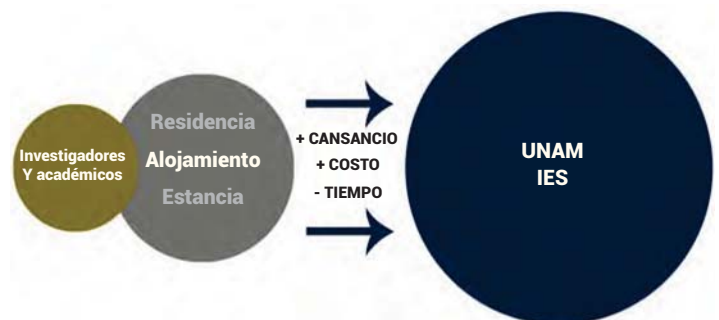 Investigadores
Y académicos
Residencia
Alojamiento
Estancia
+ CANSANCIO
+ COSTO
- TIEMPO
UNAM
IES